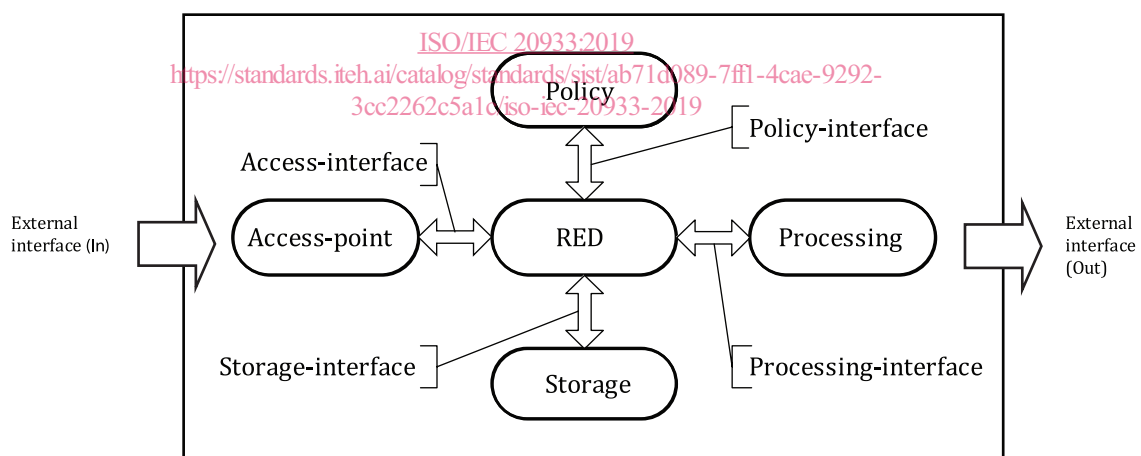 ISO/IEC 20933:2019
https://standards.iteh.ai/catalog/standards/sist/ab71d089-7ff1-4cae-9292-
3cc2262c5a1c/iso-iec-20933-2019
Policy
Policy-interface
Access-interface
External
interface (In)
Access-point
RED
Processing
External
interface
(Out)
Storage-interface
Processing-interface
Storage